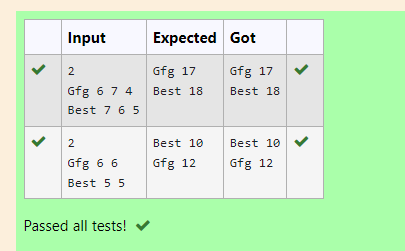 Input Expected Got
2 Gfg 17 Gfg 17
Gfg 6 7 4 Best 18 Best 18
Best 7 6 5
2 Best 10 Best 10
Gfg 6 6 Gfg 12 Gfg 12
Best 5 5
Passed all tests!